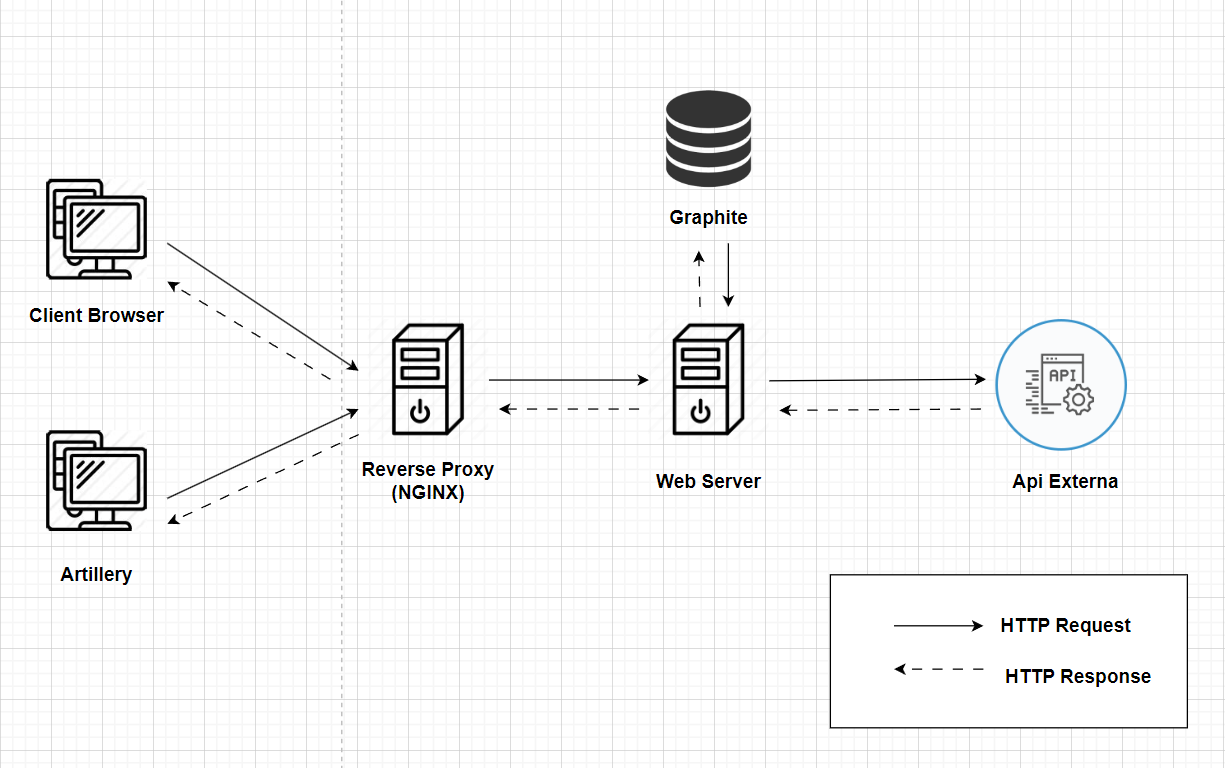 Graphite
Client Browser
API
Reverse Proxy
(NGINX)
Web Server
Api Externa
Artillery
HTTP Request
HTTP Response